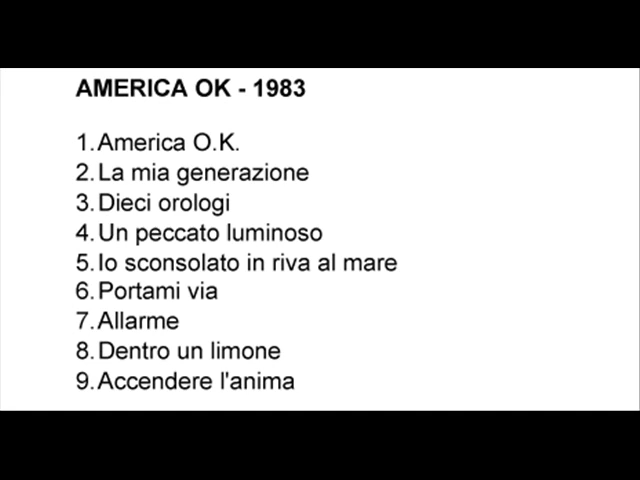 AMERICA OK - 1983
1. America O.K.
2. La mia generazione
3. Dieci orologi
4. Un peccato luminoso
5. Io sconsolato in riva al mare
6. Portami via
7. Allarme
8. Dentro un limone
9. Accendere l'anima